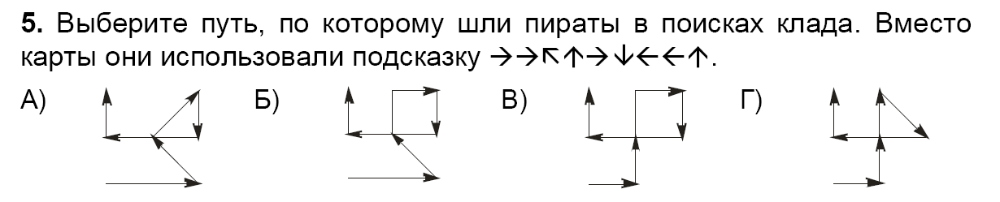 5. Выберите путь, по которому шли пираты в поисках клада. Вместо
карты они использовали подсказку →→↖↑→↓←←↑.
А) Б) В) Г)